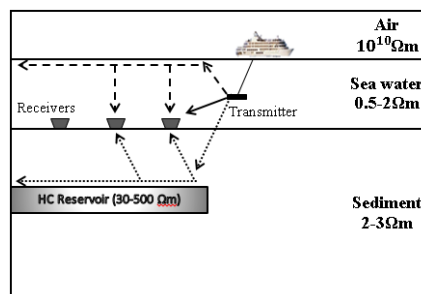 Air
10¹⁰Ωm
Sea water
0.5-2Ωm
Receivers
Transmitter
HC Reservoir (30-500 Ωm)
Sediment
2-3Ωm